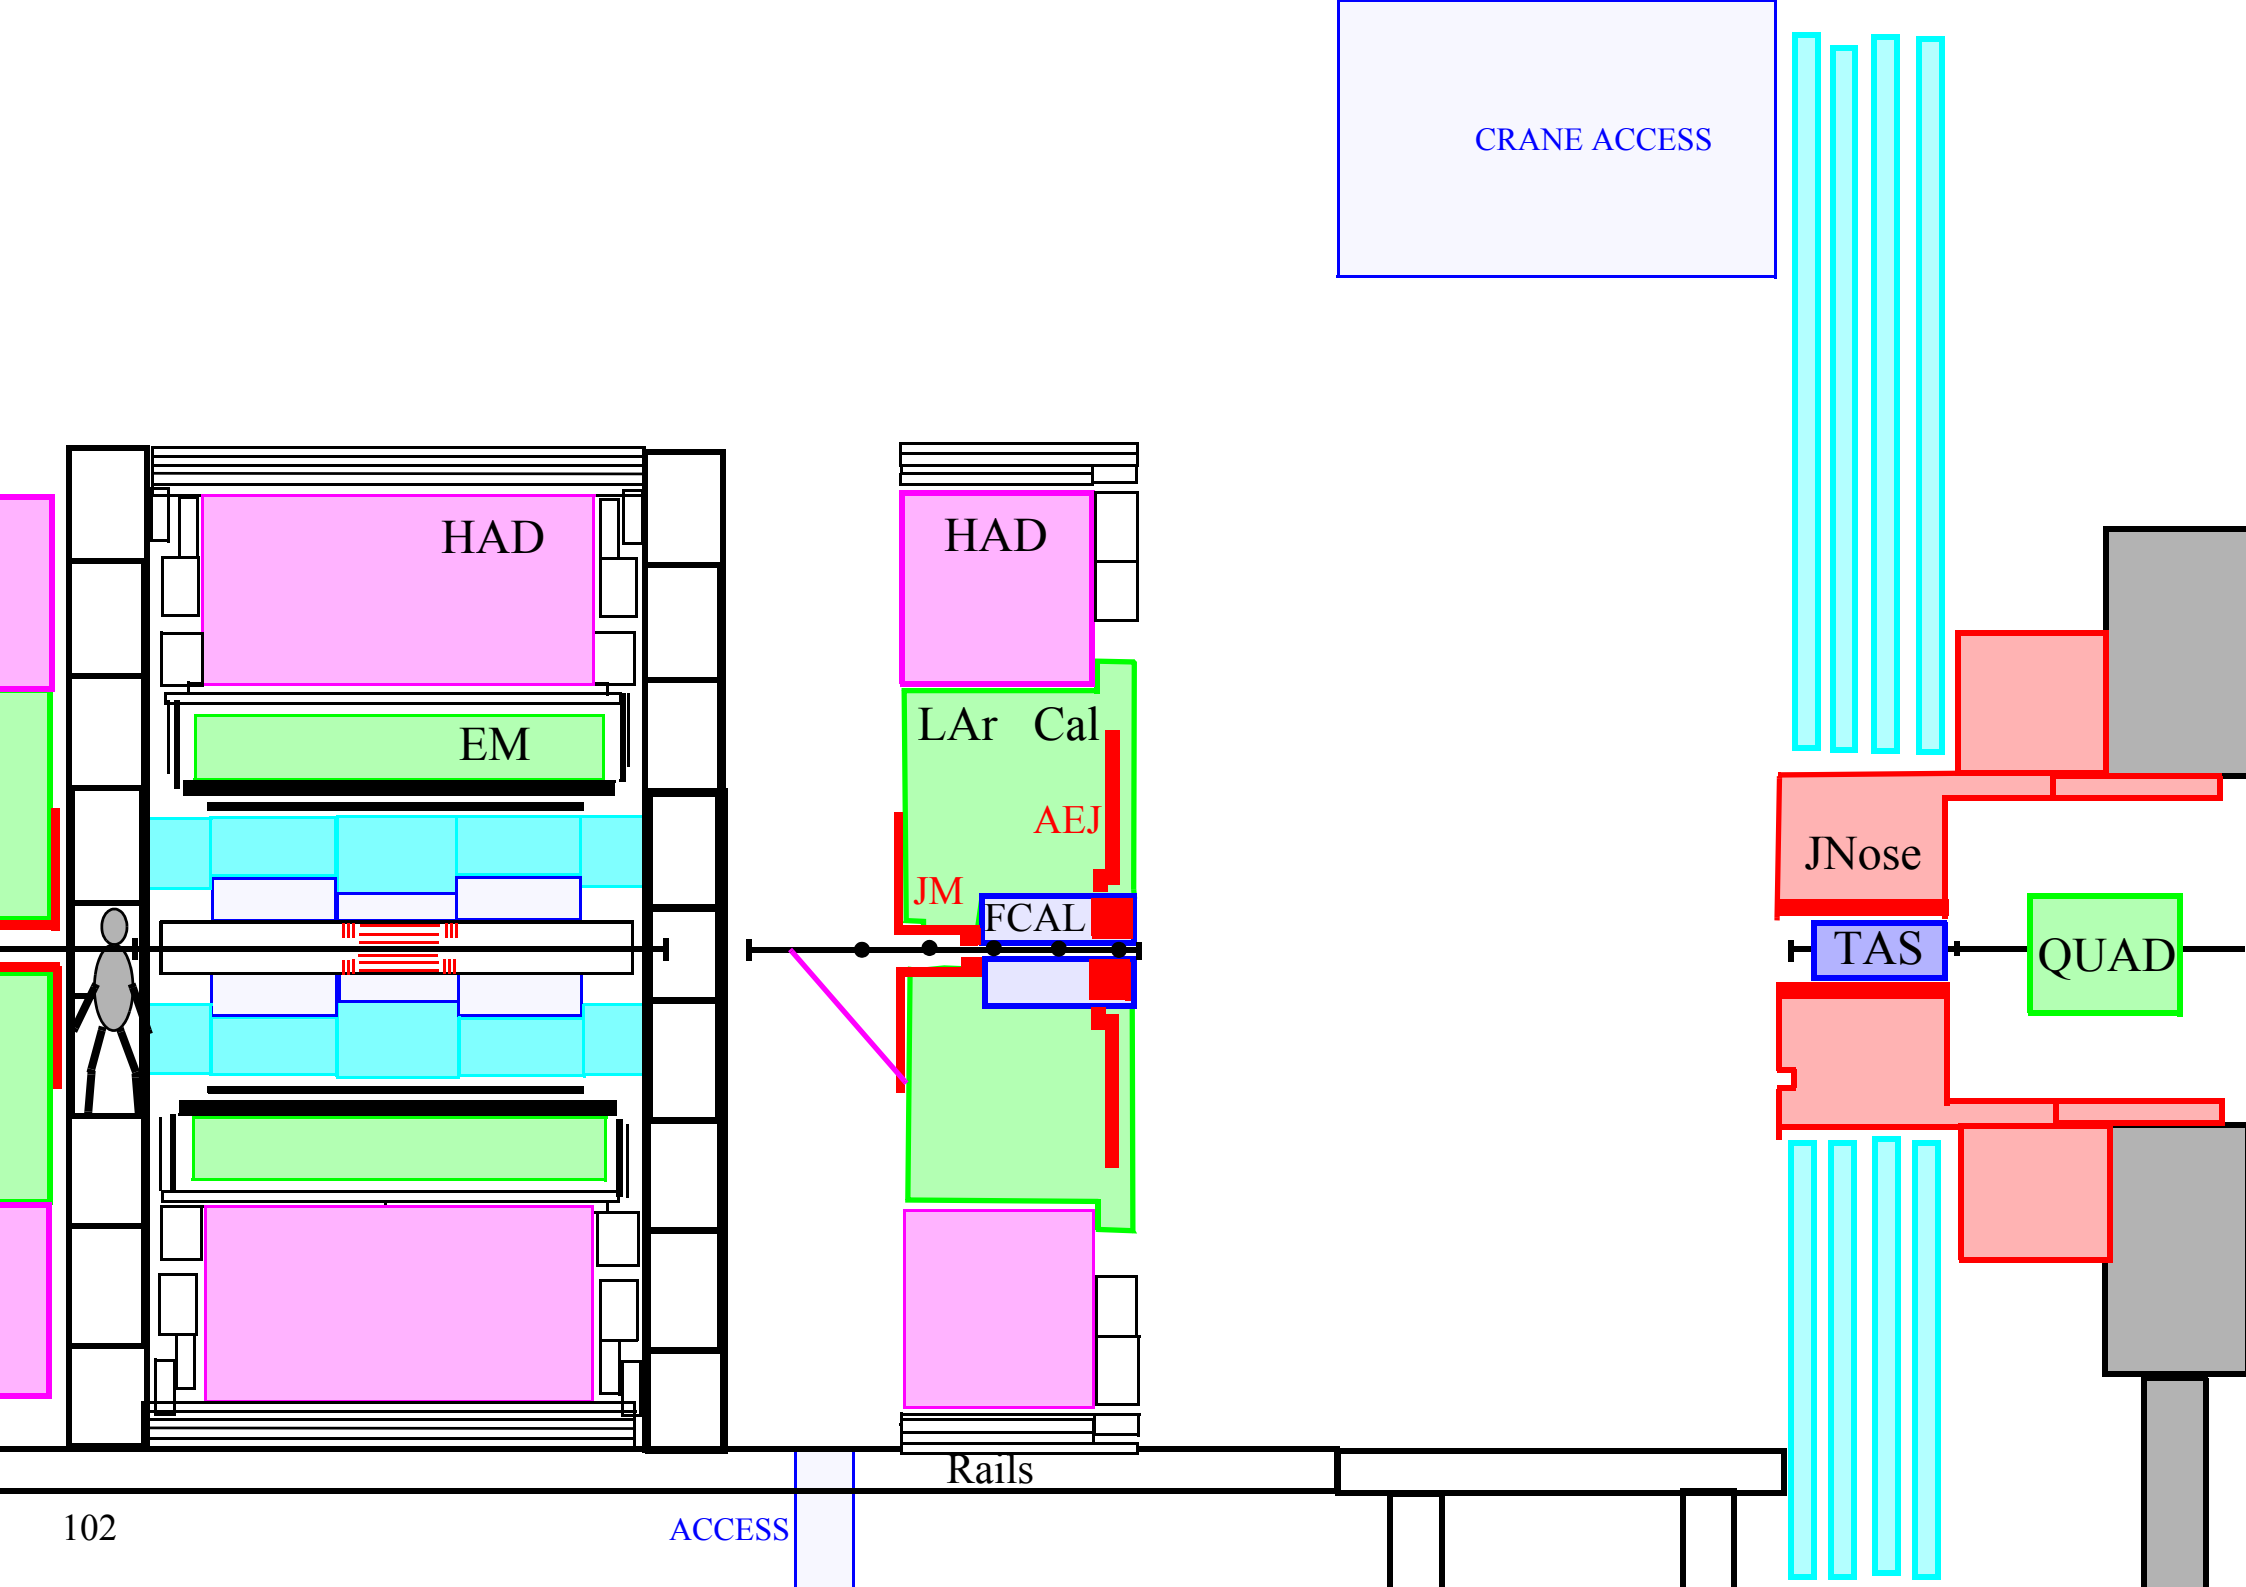 CRANE ACCESS
HAD
HAD
LAr Cal
EM
AEJ
JNose
JM
FCAL
TAS
QUAD
Rails
102
ACCESS